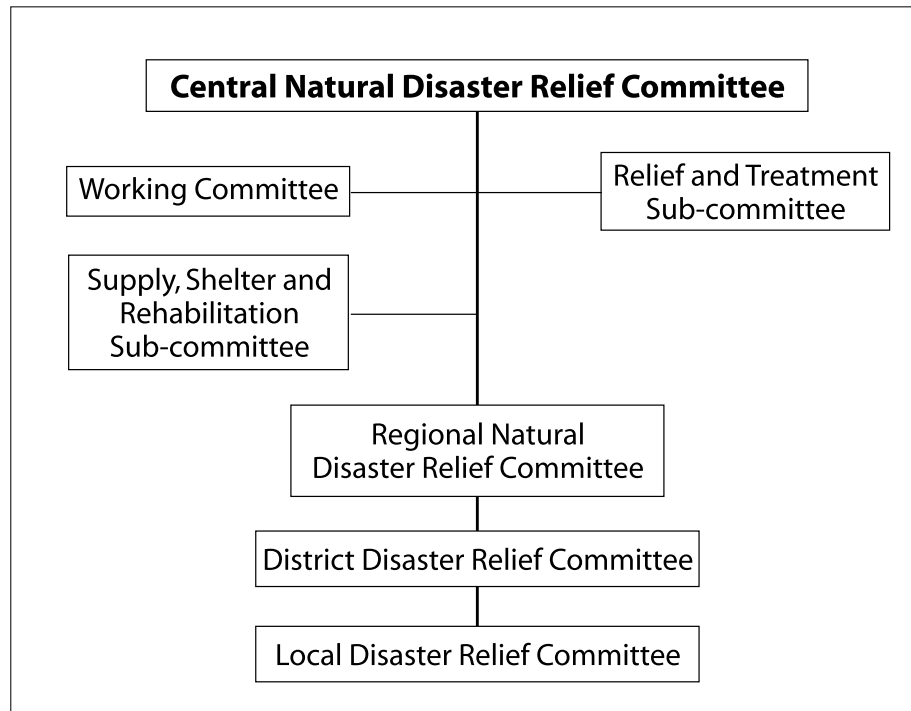 Central Natural Disaster Relief Committee
Working Committee
Relief and Treatment
Sub-committee
Supply, Shelter and
Rehabilitation
Sub-committee
Regional Natural
Disaster Relief Committee
District Disaster Relief Committee
Local Disaster Relief Committee